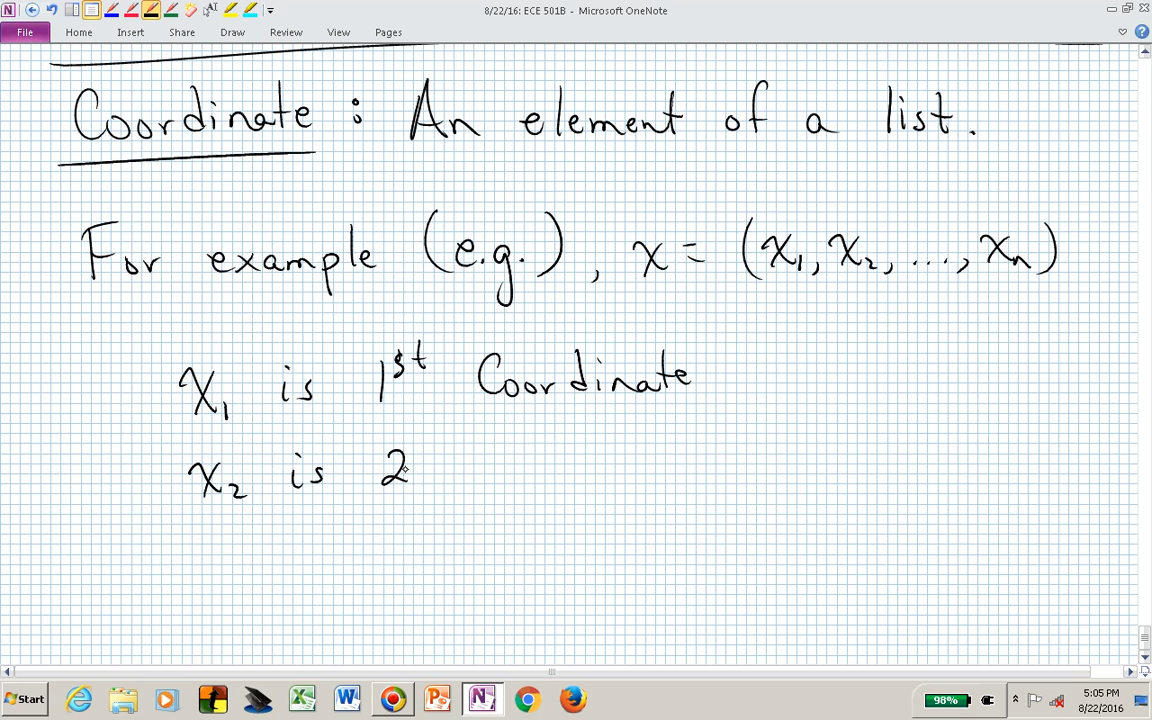 8/22/16: ECE 501B - Microsoft OneNote
File Home Insert Share Draw Review View Pages
Coordinate : An element of a list.
For example (e.g.), x = (x₁, x₂, ..., xₙ)
x₁ is 1st Coordinate
x₂ is 2
Start
98%
5:05 PM
8/22/2016